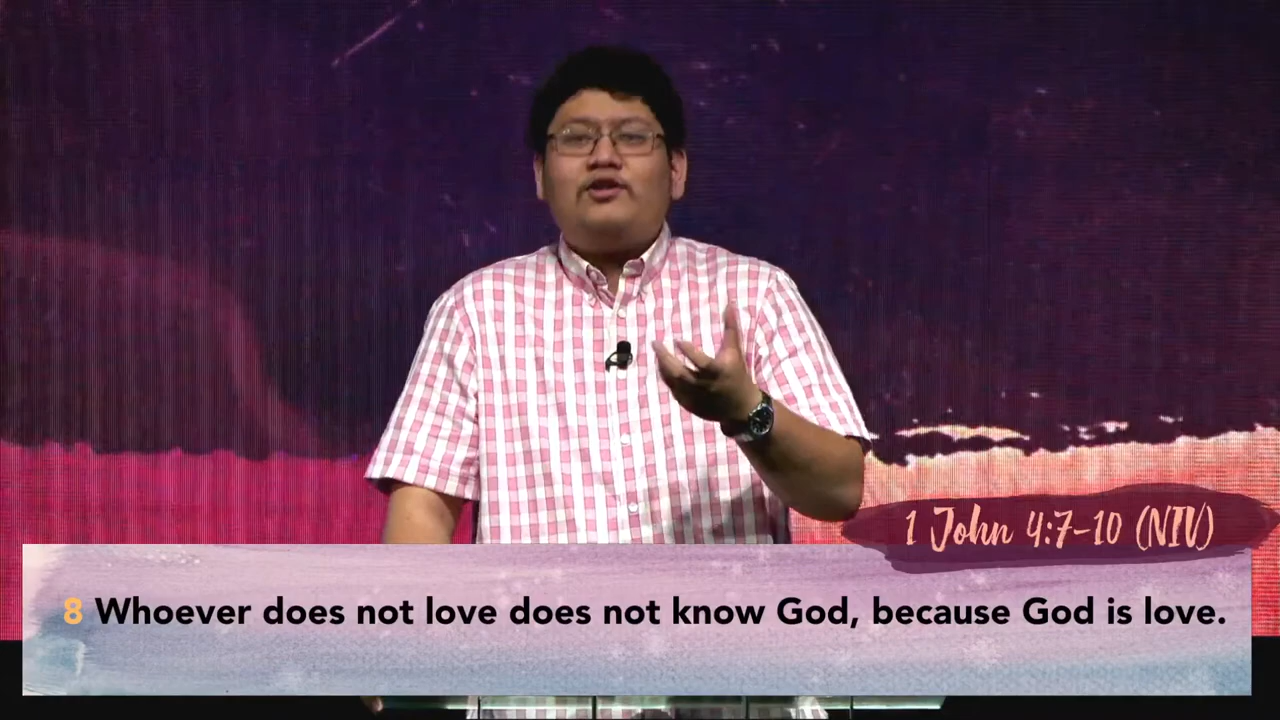 1 John 4:7-10 (NIV)
8 Whoever does not love does not know God, because God is love.